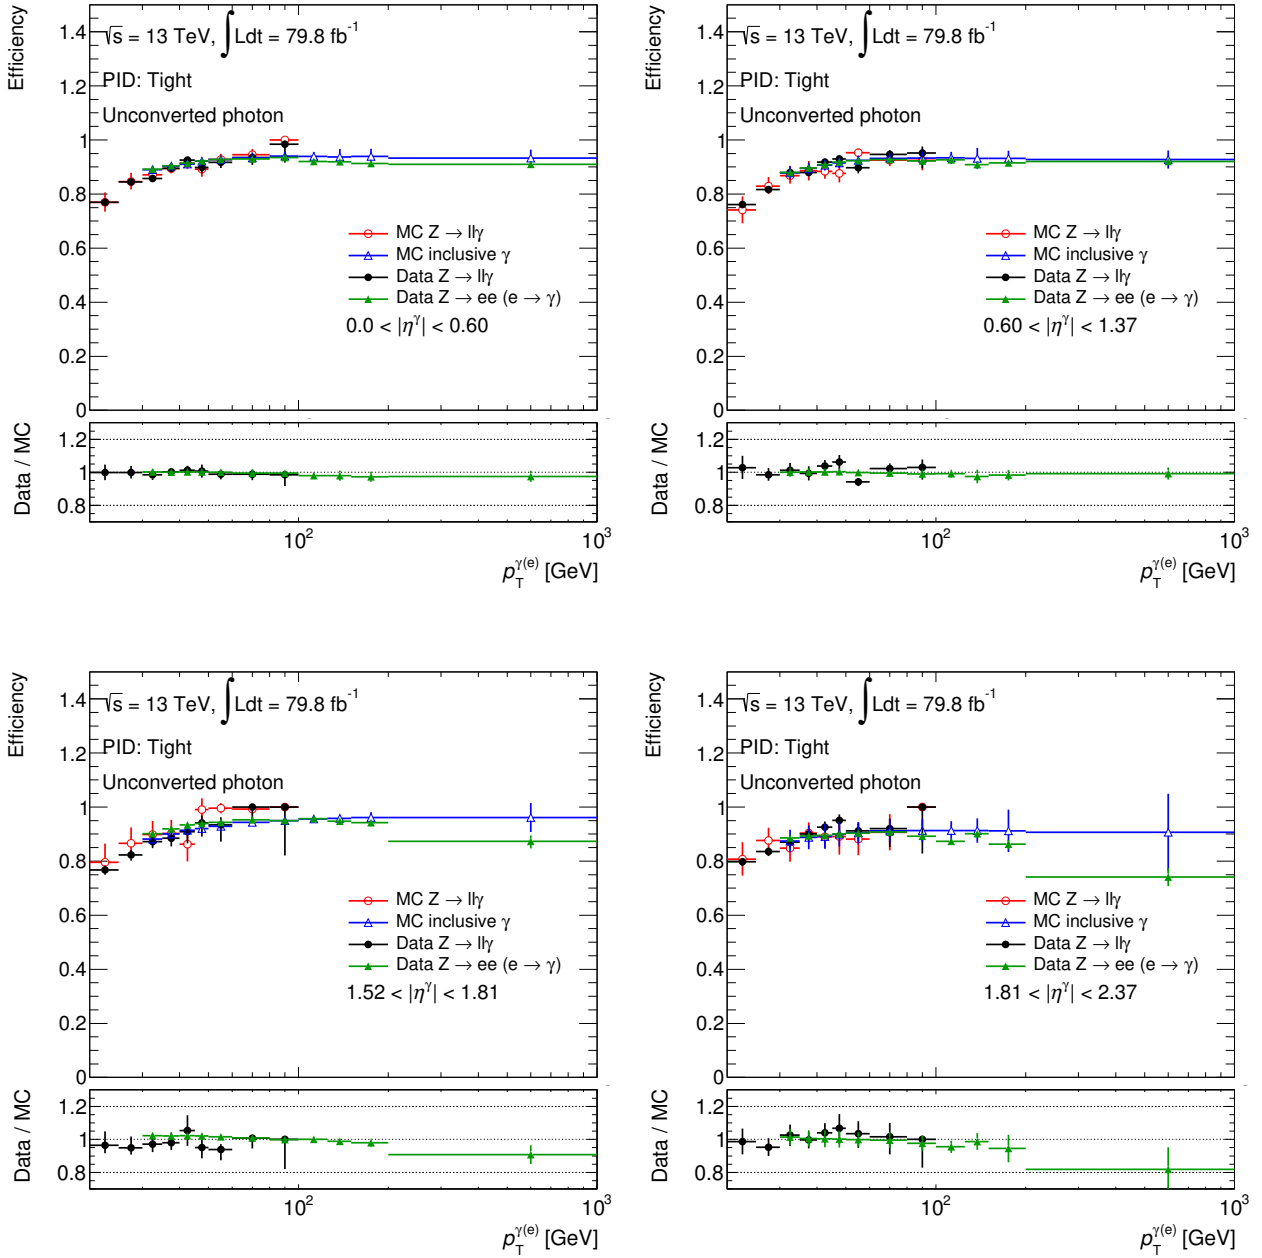 Efficiency
1.4
1.2
1
0.8
0.6
0.4
0.2
0
√s = 13 TeV, ∫Ldt = 79.8 fb⁻¹
PID: Tight
Unconverted photon
MC Z → llγ
MC inclusive γ
Data Z → llγ
Data Z → ee (e → γ)
0.0 < |η^γ| < 0.60
Data / MC
1.2
1
0.8
10²
10³
p_T^γ(e) [GeV]
Efficiency
1.4
1.2
1
0.8
0.6
0.4
0.2
0
√s = 13 TeV, ∫Ldt = 79.8 fb⁻¹
PID: Tight
Unconverted photon
MC Z → llγ
MC inclusive γ
Data Z → llγ
Data Z → ee (e → γ)
0.60 < |η^γ| < 1.37
Data / MC
1.2
1
0.8
10²
10³
p_T^γ(e) [GeV]
Efficiency
1.4
1.2
1
0.8
0.6
0.4
0.2
0
√s = 13 TeV, ∫Ldt = 79.8 fb⁻¹
PID: Tight
Unconverted photon
MC Z → llγ
MC inclusive γ
Data Z → llγ
Data Z → ee (e → γ)
1.52 < |η^γ| < 1.81
Data / MC
1.2
1
0.8
10²
10³
p_T^γ(e) [GeV]
Efficiency
1.4
1.2
1
0.8
0.6
0.4
0.2
0
√s = 13 TeV, ∫Ldt = 79.8 fb⁻¹
PID: Tight
Unconverted photon
MC Z → llγ
MC inclusive γ
Data Z → llγ
Data Z → ee (e → γ)
1.81 < |η^γ| < 2.37
Data / MC
1.2
1
0.8
10²
10³
p_T^γ(e) [GeV]